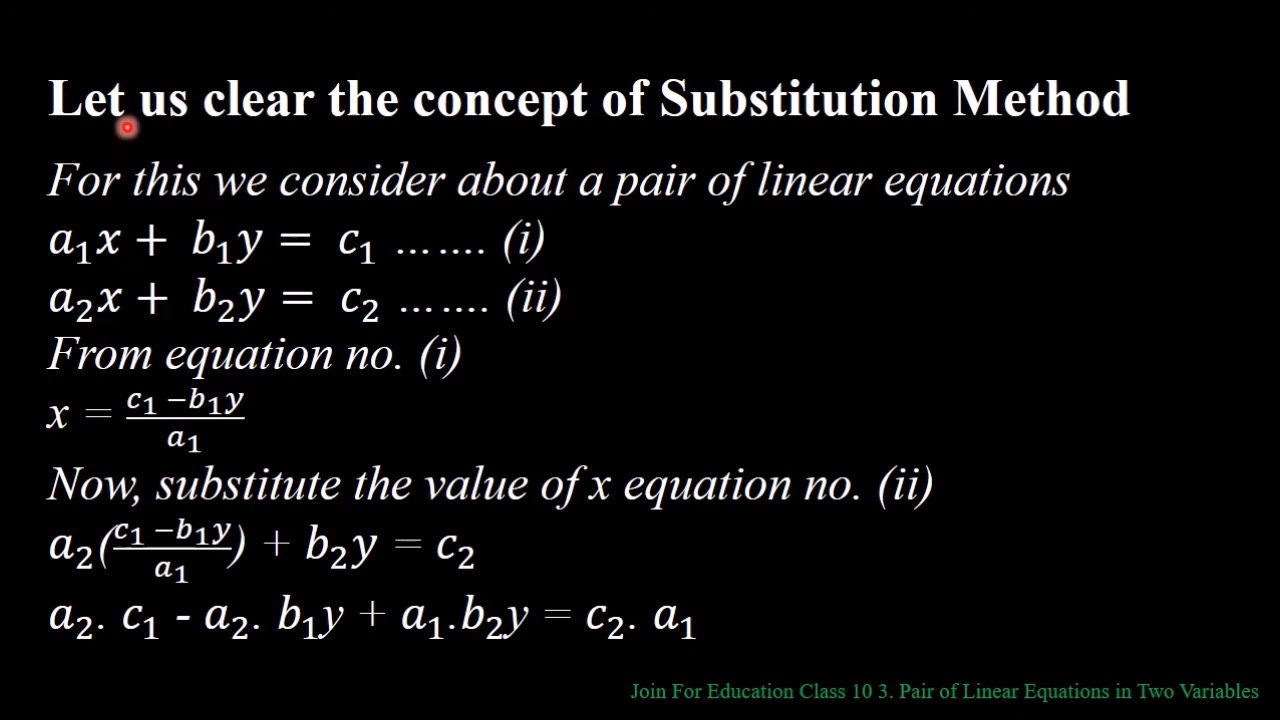 Let us clear the concept of Substitution Method
For this we consider about a pair of linear equations
a₁x + b₁y = c₁ ....... (i)
a₂x + b₂y = c₂ ....... (ii)
From equation no. (i)
x = (c₁ −b₁y)/a₁
Now, substitute the value of x equation no. (ii)
a₂((c₁ −b₁y)/a₁) + b₂y = c₂
a₂. c₁ - a₂. b₁y + a₁.b₂y = c₂. a₁
Join For Education Class 10 3. Pair of Linear Equations in Two Variables